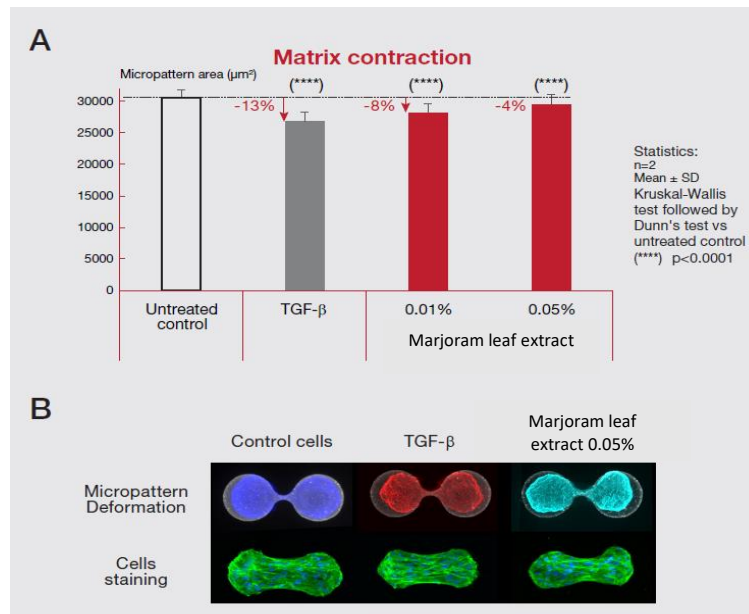 A
Matrix contraction
Micropattern area (µm²)
(****)
(****)
(****)
30000
25000
20000
15000
10000
5000
0
-13%
-8%
-4%
Statistics:
n=2
Mean ± SD
Kruskal-Wallis
test followed by
Dunn's test vs
untreated control
(****) p<0.0001
Untreated
control
TGF-β
0.01%
0.05%
Marjoram leaf extract
B
Control cells
TGF-β
Marjoram leaf
extract 0.05%
Micropattern
Deformation
Cells
staining